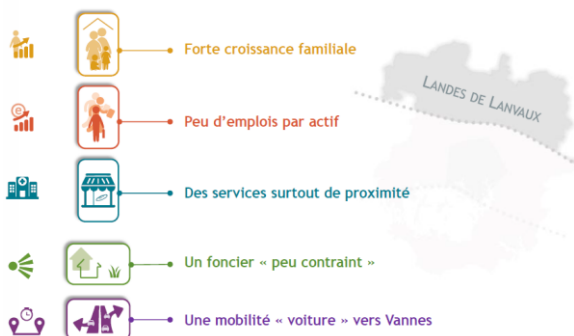 Forte croissance familiale
LANDES DE LANVAUX
Peu d'emplois par actif
Des services surtout de proximité
Un foncier « peu contraint »
Une mobilité « voiture » vers Vannes